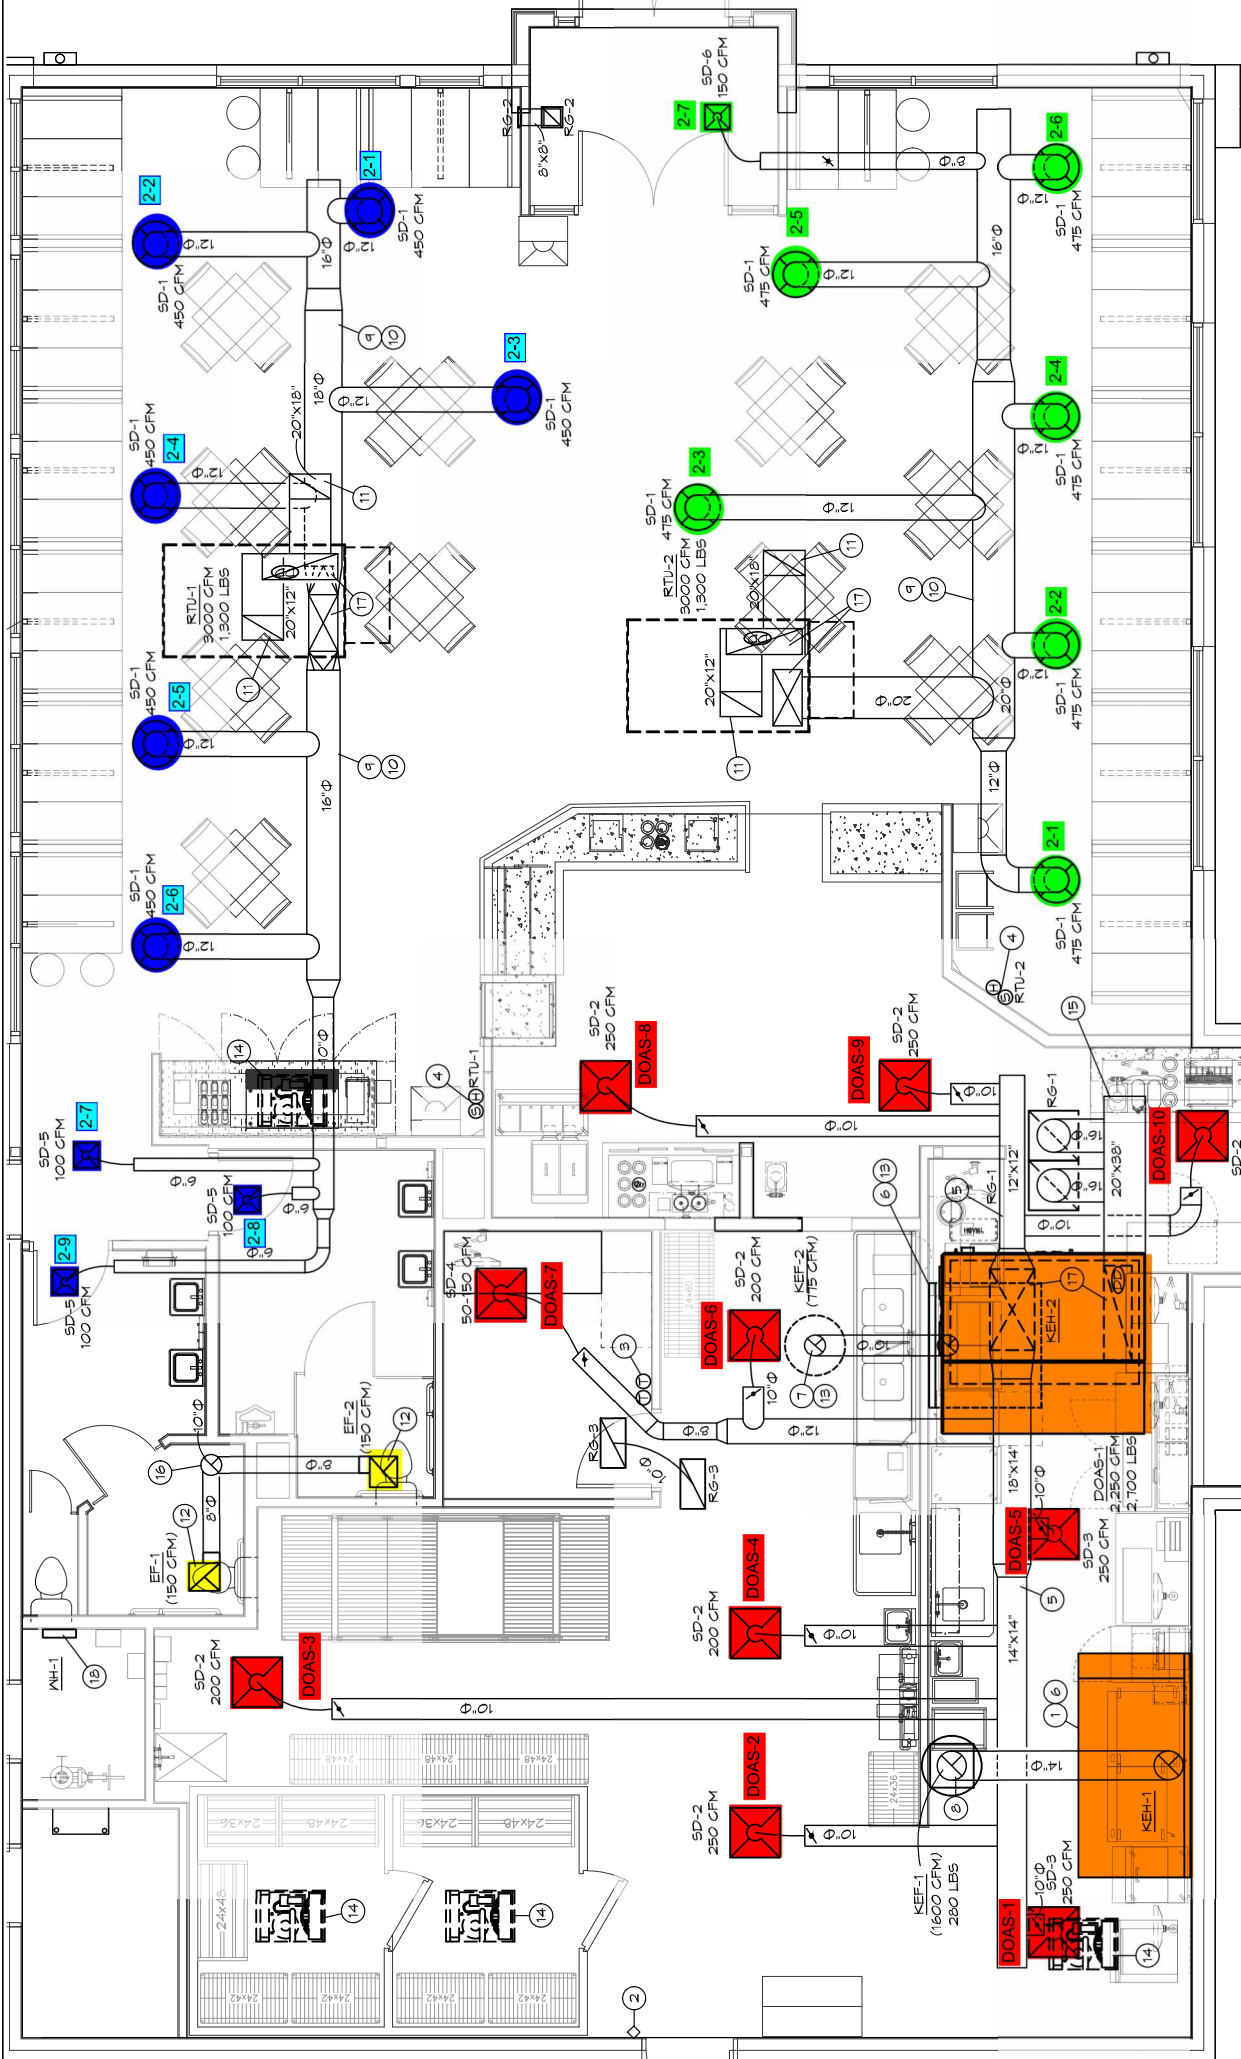 SD-6
150 CFM
2-7
RG-2
RG-2
8"x8"
8"Φ
2-6
12"Φ
SD-1
475 CFM
2-1
SD-1
450 CFM
12"Φ
2-2
12"Φ
SD-1
450 CFM
16"Φ
2-5
SD-1
475 CFM
12"Φ
16"Φ
9
10
18"Φ
20"x18"
2-3
12"Φ
SD-1
450 CFM
SD-1
450 CFM
2-4
12"Φ
11
2-4
12"Φ
SD-1
475 CFM
2-3
SD-1
475 CFM
12"Φ
RTU-1
3000 CFM
1,300 LBS
20"x12"
17
11
RTU-2
3000 CFM
1,300 LBS
20"x18"
11
17
20"x12"
11
20"Φ
9
10
2-2
12"Φ
SD-1
475 CFM
20"Φ
SD-1
450 CFM
2-5
12"Φ
9
10
16"Φ
12"Φ
2-1
SD-1
475 CFM
SD-1
450 CFM
2-6
12"Φ
4
H
S
RTU-2
15
14
10"Φ
4
S
H
RTU-1
SD-2
250 CFM
DOAS-8
10"Φ
SD-2
250 CFM
DOAS-9
10"Φ
SD-5
100 CFM
2-7
6"Φ
SD-5
100 CFM
2-8
6"Φ
2-9
SD-5
100 CFM
6"Φ
RG-1
16"Φ
16"Φ
12"x12"
RG-1
15
20"x38"
DOAS-10
SD-2
10"Φ
6
13
SD-4
50-150 CFM
DOAS-7
24x60
SD-2
200 CFM
DOAS-6
10"Φ
KEF-2
(775 CFM)
7
13
17
KEH-2
3
T
T
8"Φ
12"Φ
RG-3
10"Φ
RG-3
18"x14"
DOAS-1
2,250 CFM
2,700 LBS
10"Φ
16
8"Φ
EF-2
(150 CFM)
12
8"Φ
12
EF-1
(150 CFM)
10"Φ
DOAS-5
SD-3
250 CFM
5
14"x14"
SD-2
200 CFM
DOAS-4
10"Φ
WH-1
18
SD-2
200 CFM
DOAS-3
10"Φ
1
6
14"Φ
KEH-1
8
KEF-1
(1600 CFM)
280 LBS
24x36
SD-2
250 CFM
DOAS-2
10"Φ
24x48
24x48
24x48
24x36
24x48
24x36
24x48
24x48
14
14
DOAS-1
10"Φ
SD-3
250 CFM
14
24x42
24x42
24x42
24x42
2